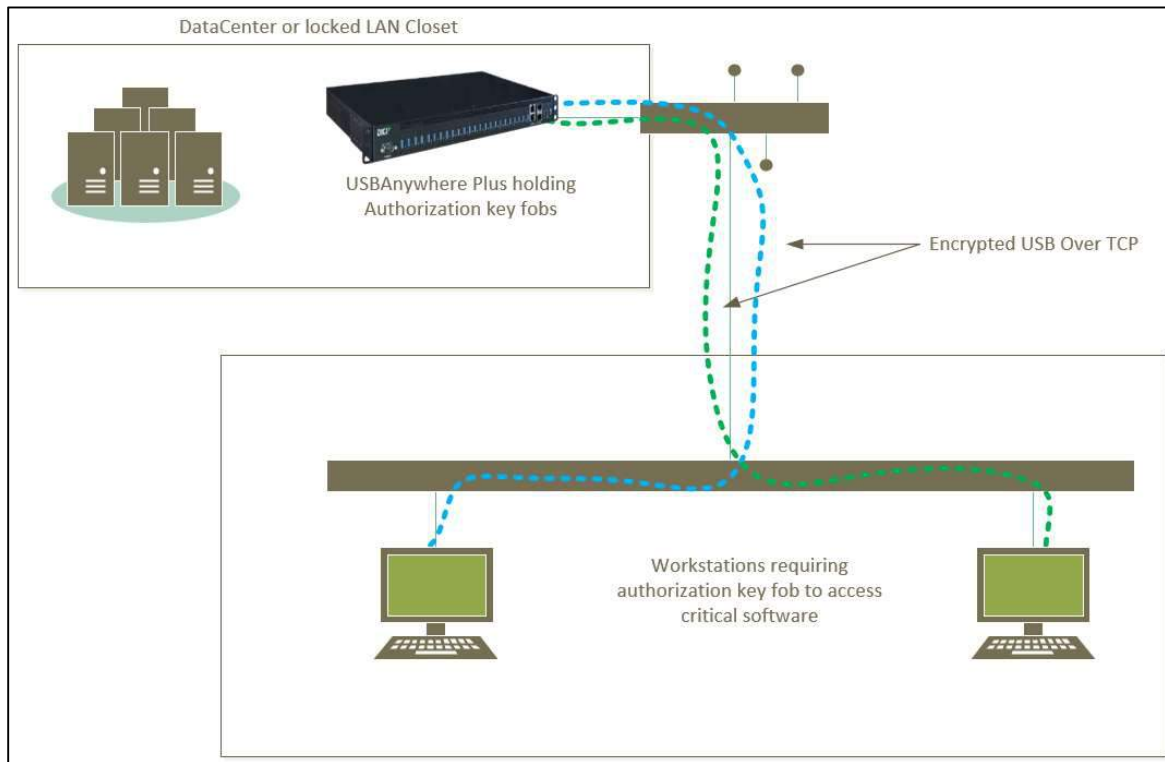 DataCenter or locked LAN Closet
DIGI
USBAnywhere Plus holding
Authorization key fobs
Encrypted USB Over TCP
Workstations requiring
authorization key fob to access
critical software